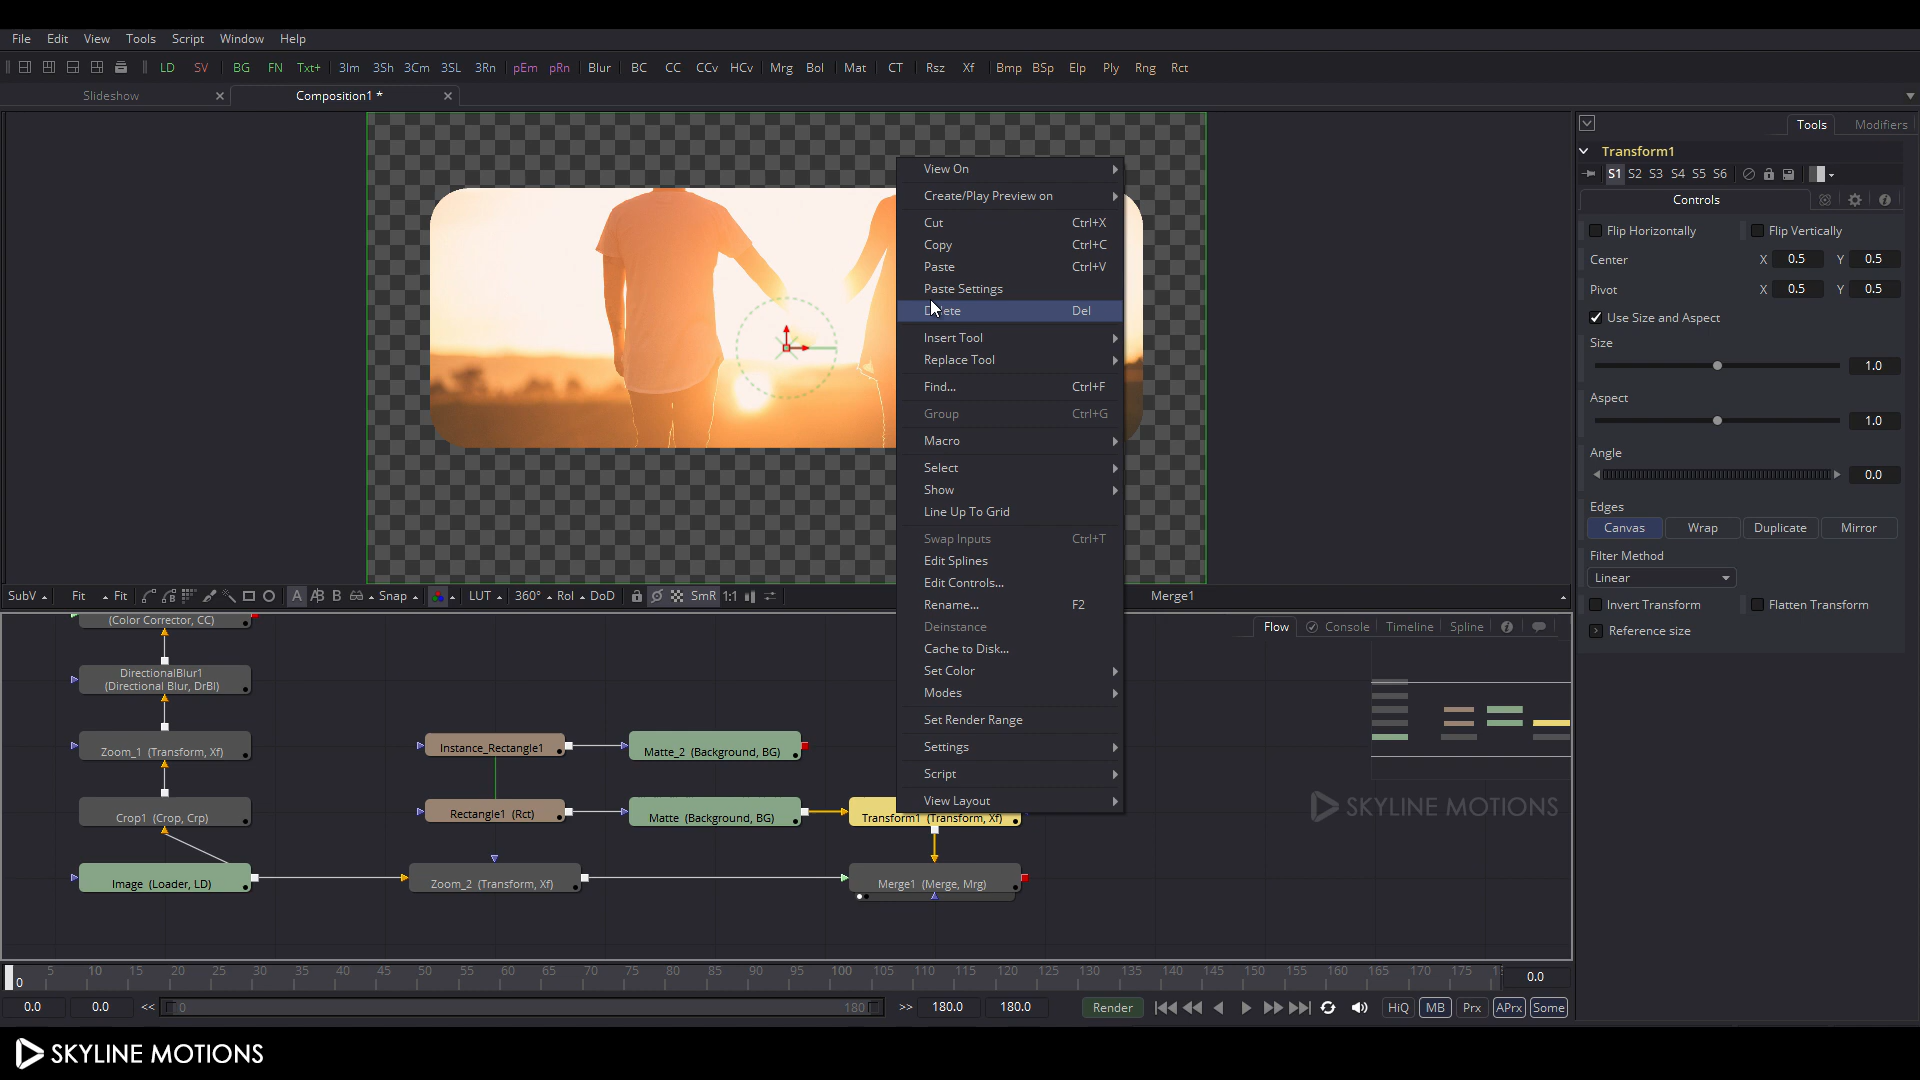 File Edit View Tools Script Window Help
LD SV BG FN Txt+ 3Im 3Sh 3Cm 3SL 3Rn pEm pRn Blur BC CC CCv HCv Mrg Bol Mat CT Rsz Xf Bmp BSp Elp Ply Rng Rct
Slideshow
Composition1 *
Tools Modifiers
Transform1
S1 S2 S3 S4 S5 S6
Controls
Flip Horizontally Flip Vertically
Center X 0.5 Y 0.5
Pivot X 0.5 Y 0.5
Use Size and Aspect
Size
1.0
Aspect
1.0
Angle
0.0
Edges
Canvas Wrap Duplicate Mirror
Filter Method
Linear
Invert Transform Flatten Transform
Reference size
View On
Create/Play Preview on
Cut Ctrl+X
Copy Ctrl+C
Paste Ctrl+V
Paste Settings
Delete Del
Insert Tool
Replace Tool
Find... Ctrl+F
Group Ctrl+G
Macro
Select
Show
Line Up To Grid
Swap Inputs Ctrl+T
Edit Splines
Edit Controls...
Rename... F2
Deinstance
Cache to Disk...
Set Color
Modes
Set Render Range
Settings
Script
View Layout
SubV Fit Fit A B Snap LUT 360° RoI DoD SmR 1:1 Merge1
Flow Console Timeline Spline
(Color Corrector, CC)
DirectionalBlur1
(Directional Blur, DrBl)
Zoom_1 (Transform, Xf)
Instance_Rectangle1
Matte_2 (Background, BG)
Crop1 (Crop, Crp)
Rectangle1 (Rct)
Matte (Background, BG)
Transform1 (Transform, Xf)
Image (Loader, LD)
Zoom_2 (Transform, Xf)
Merge1 (Merge, Mrg)
SKYLINE MOTIONS
0 5 10 15 20 25 30 35 40 45 50 55 60 65 70 75 80 85 90 95 100 105 110 115 120 125 130 135 140 145 150 155 160 165 170 175 0.0
0.0 0.0 << 0 180 >> 180.0 180.0 Render HiQ MB Prx APrx Some
SKYLINE MOTIONS